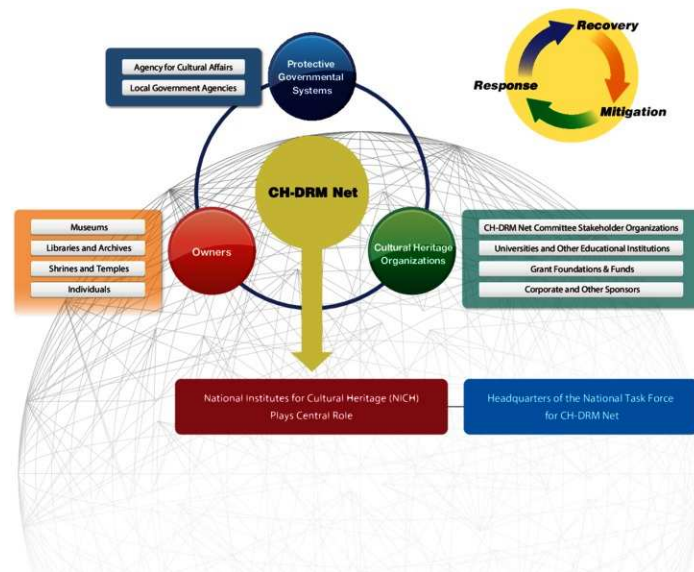 Agency for Cultural Affairs
Local Government Agencies
Protective
Governmental
Systems
Recovery
Response
Mitigation
CH-DRM Net
Museums
Libraries and Archives
Shrines and Temples
Individuals
Owners
Cultural Heritage
Organizations
CH-DRM Net Committee Stakeholder Organizations
Universities and Other Educational Institutions
Grant Foundations & Funds
Corporate and Other Sponsors
National Institutes for Cultural Heritage (NICH)
Plays Central Role
Headquarters of the National Task Force
for CH-DRM Net